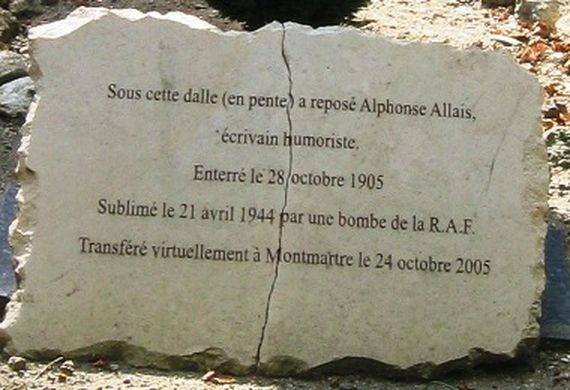 Sous cette dalle (en pente) a reposé Alphonse Allais,
écrivain humoriste.
Enterré le 28 octobre 1905
Sublimé le 21 avril 1944 par une bombe de la R.A.F.
Transféré virtuellement à Montmartre le 24 octobre 2005